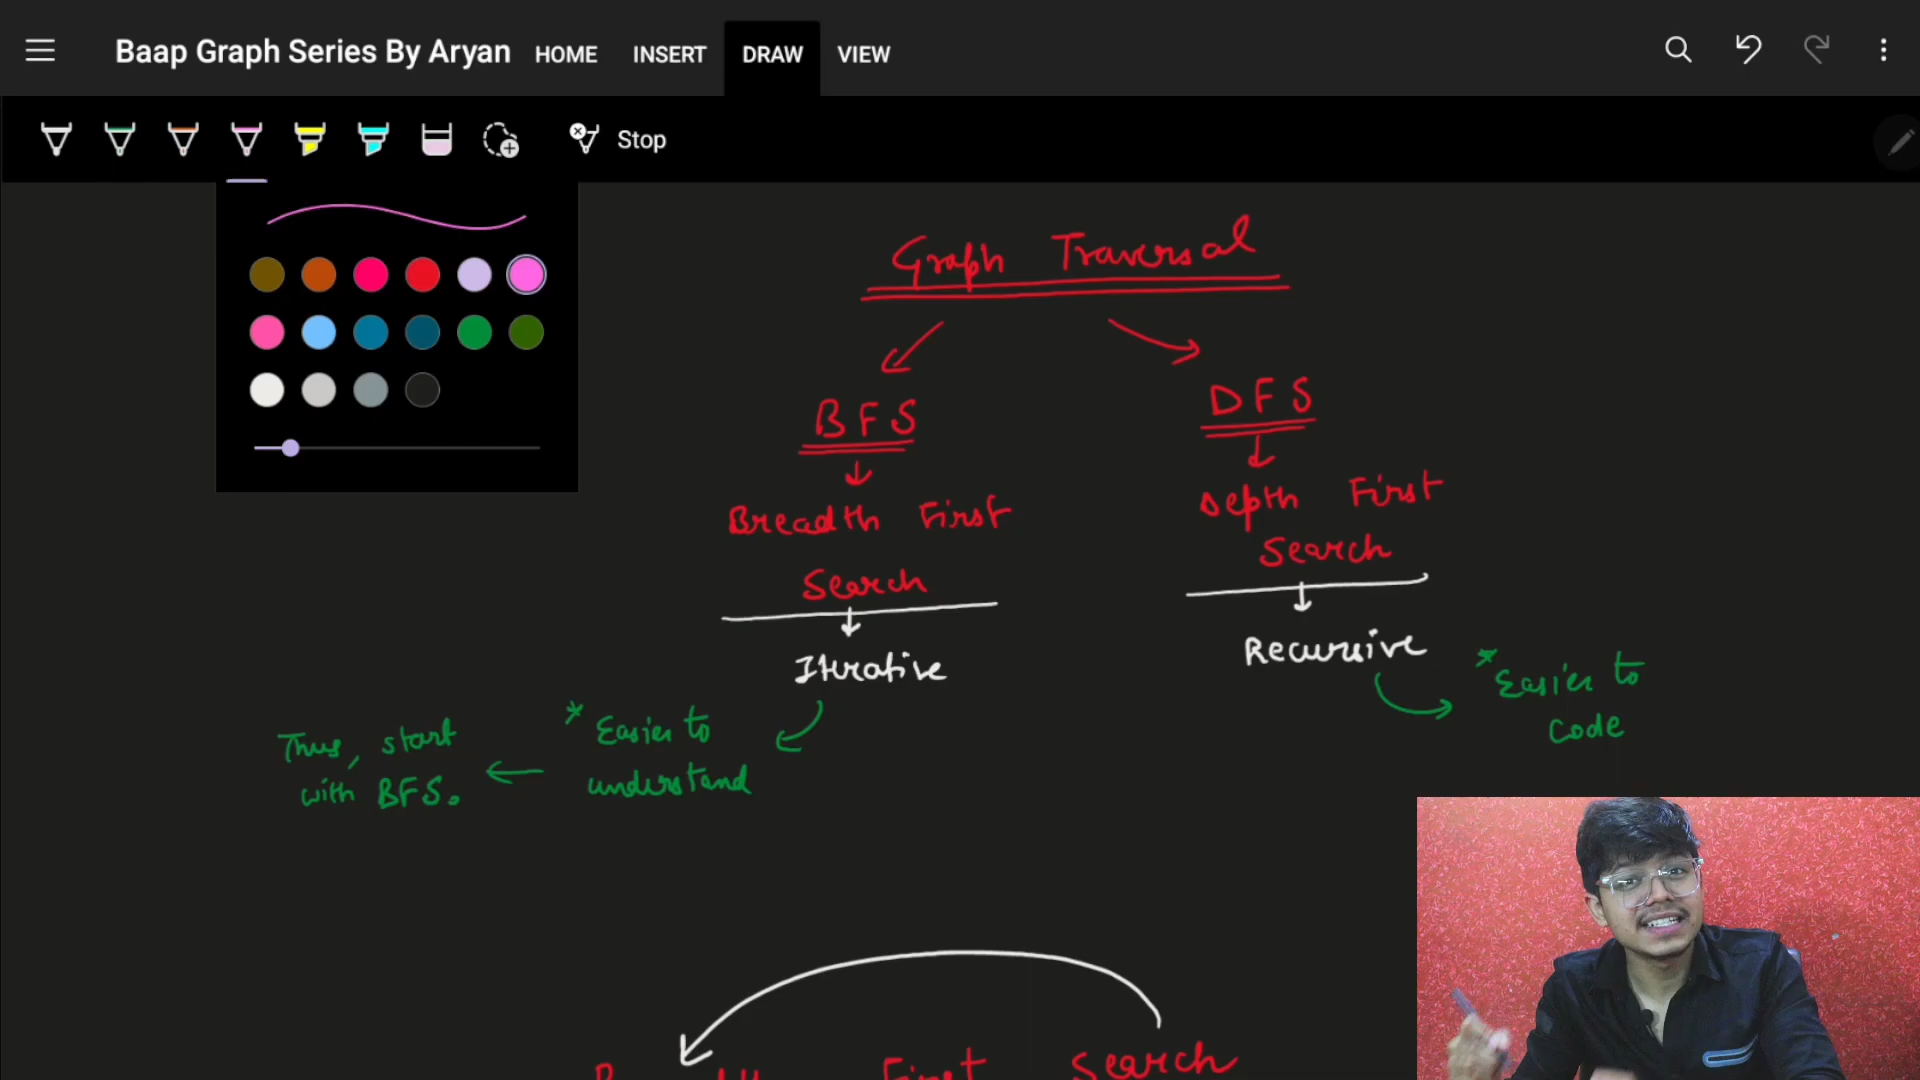 Baap Graph Series By Aryan HOME INSERT DRAW VIEW
Stop
Graph Traversal
BFS
DFS
Breadth First
Search
Depth First
Search
Iterative
Recursive
* Easier to
understand
* Easier to
Code
Thus, start
with BFS.
First Search